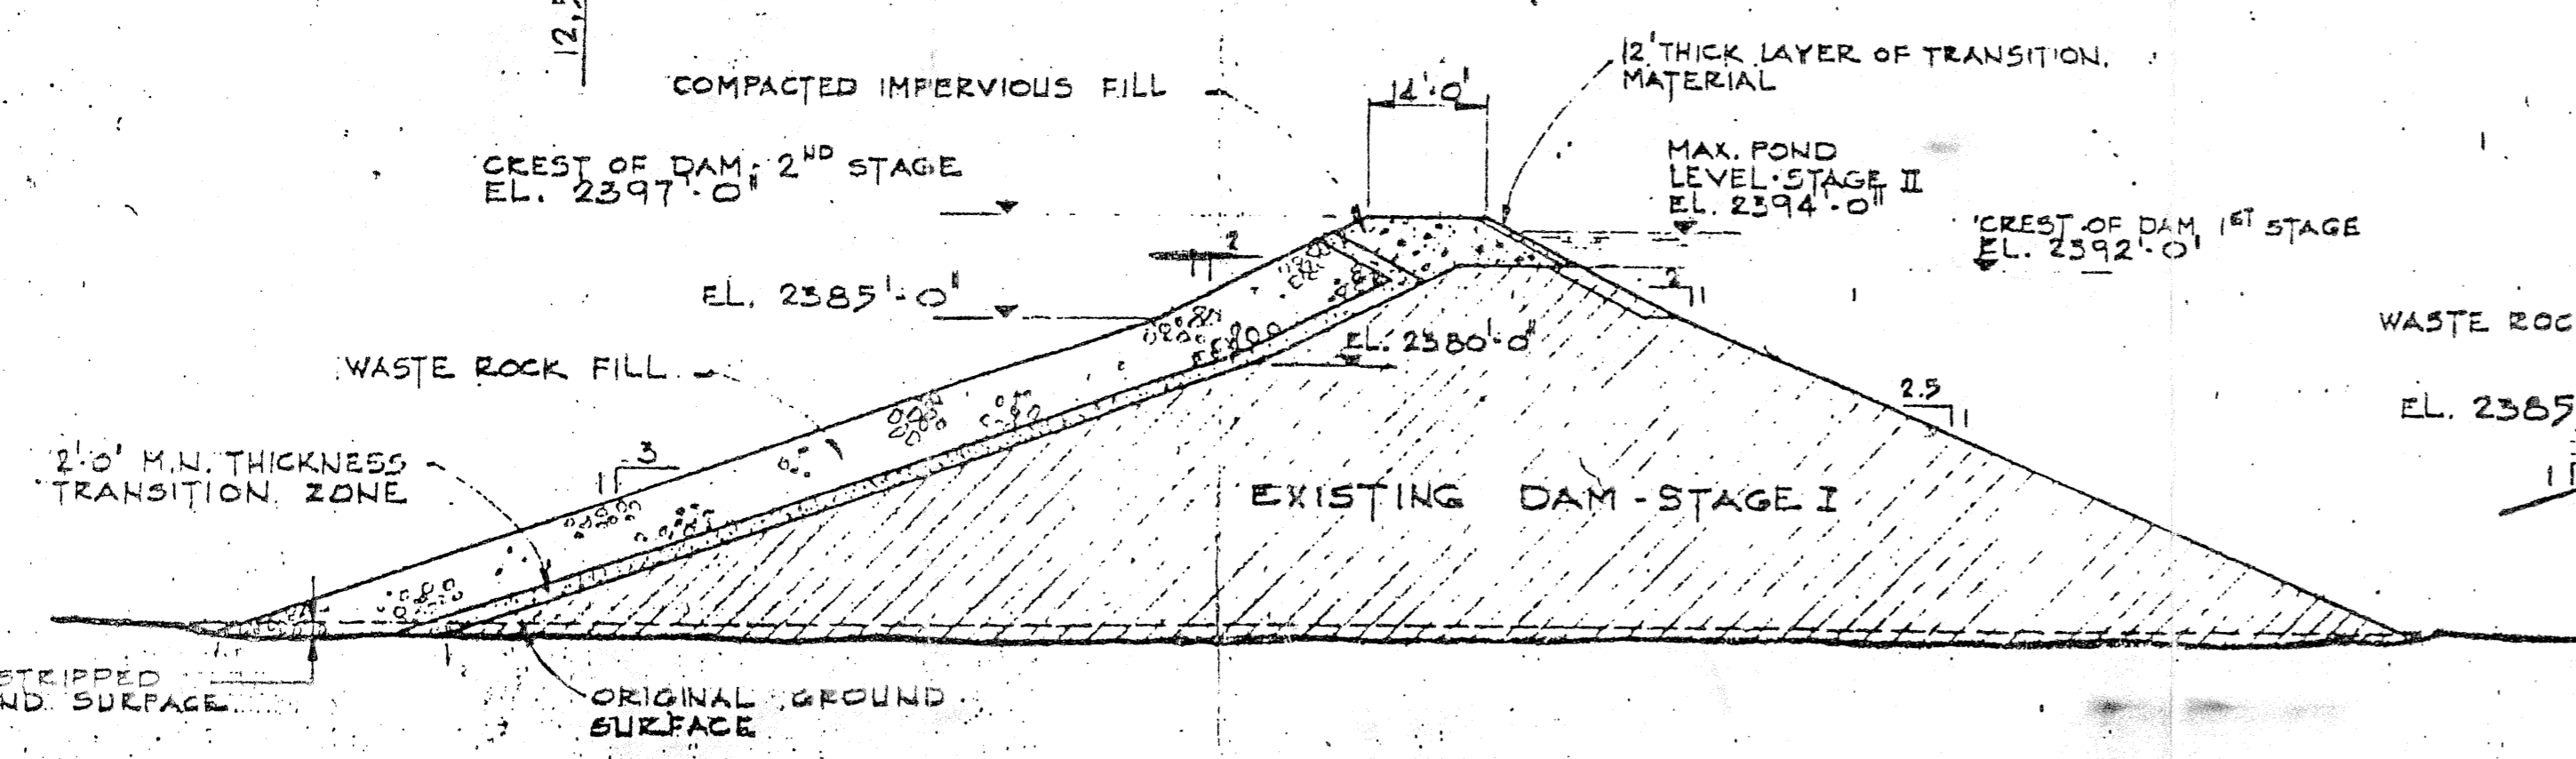 12,
COMPACTED IMPERVIOUS FILL
14'-0"
12" THICK LAYER OF TRANSITION
MATERIAL
CREST OF DAM, 2ND STAGE
EL. 2397'-0"
MAX. POND
LEVEL-STAGE II
EL. 2394'-0"
CREST OF DAM 1ST STAGE
EL. 2392'-0"
2
1
EL. 2385'-0"
2
1
WASTE ROC
EL. 2380'-0"
WASTE ROCK FILL
2.5
1
EL. 2385
2'-0" MIN. THICKNESS
TRANSITION ZONE
3
1
1
EXISTING DAM - STAGE I
STRIPPED
ND SURFACE
ORIGINAL GROUND
SURFACE